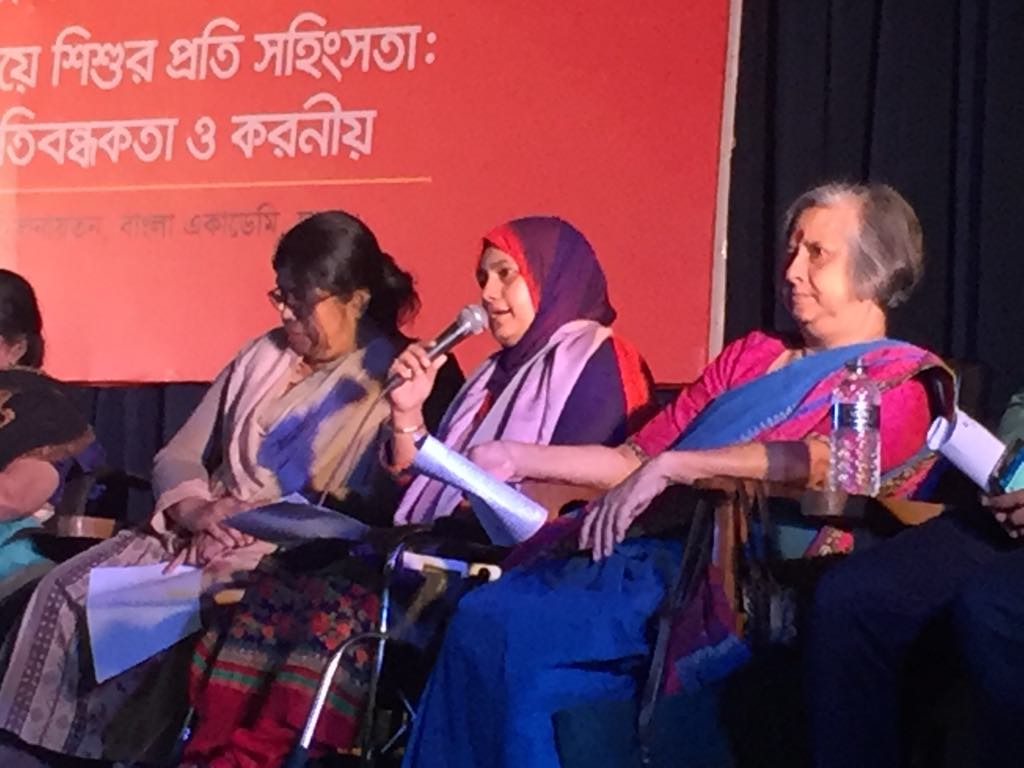 য়ে শিশুর প্রতি সহিংসতা:
তিবন্ধকতা ও করনীয়
বাংলা একাডেমি,